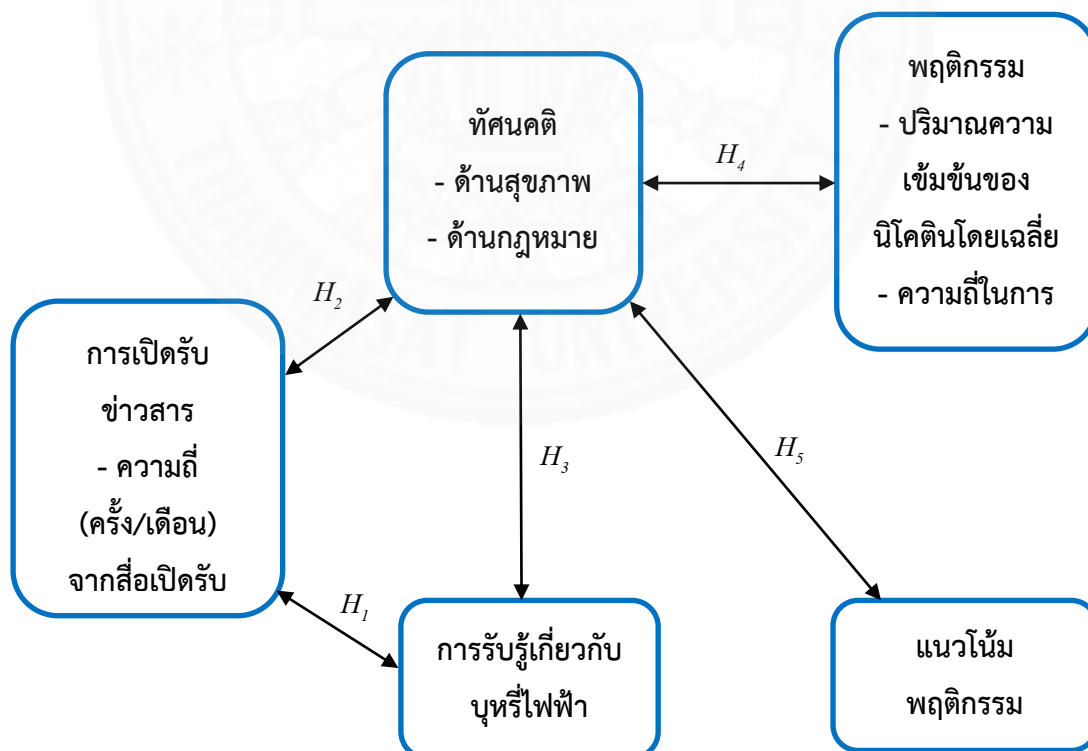 ทัศนคติ
- ด้านสุขภาพ
- ด้านกฎหมาย
พฤติกรรม
- ปริมาณความ
เข้มข้นของ
นิโคตินโดยเฉลี่ย
- ความถี่ในการ
H4
H2
การเปิดรับ
ข่าวสาร
- ความถี่
(ครั้ง/เดือน)
จากสื่อเปิดรับ
H3
H5
H1
การรับรู้เกี่ยวกับ
บุหรี่ไฟฟ้า
แนวโน้ม
พฤติกรรม